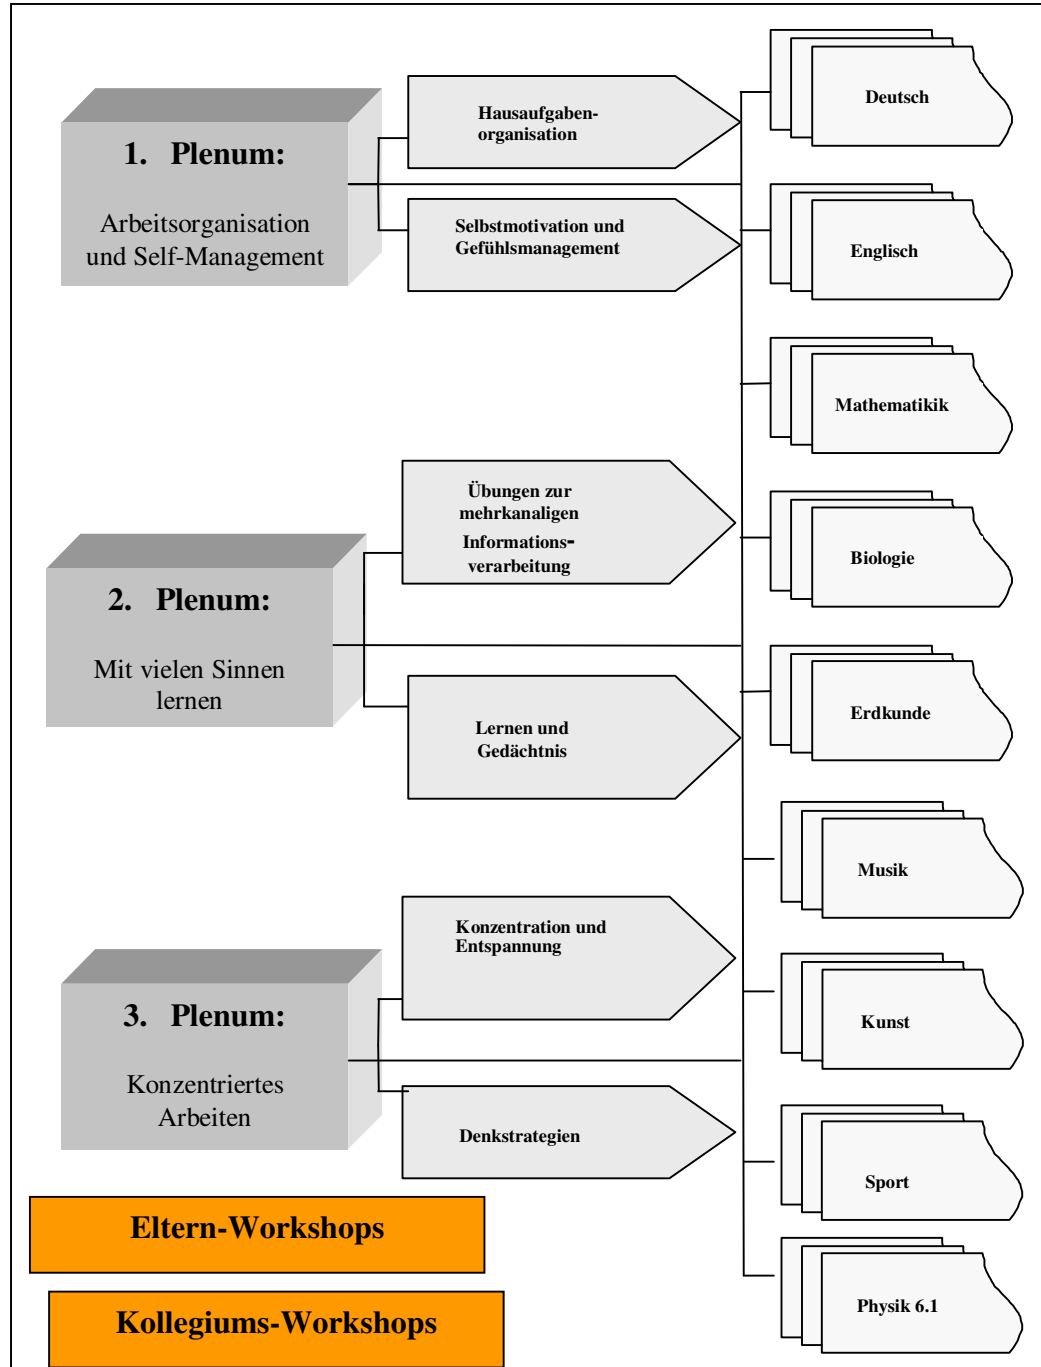 1. Plenum:
Arbeitsorganisation
und Self-Management
Hausaufgaben-
organisation
Selbstmotivation und
Gefühlsmanagement
2. Plenum:
Mit vielen Sinnen
lernen
Übungen zur
mehrkanaligen
Informations-
verarbeitung
Lernen und
Gedächtnis
3. Plenum:
Konzentriertes
Arbeiten
Konzentration und
Entspannung
Denkstrategien
Deutsch
Englisch
Mathematikik
Biologie
Erdkunde
Musik
Kunst
Sport
Physik 6.1
Eltern-Workshops
Kollegiums-Workshops